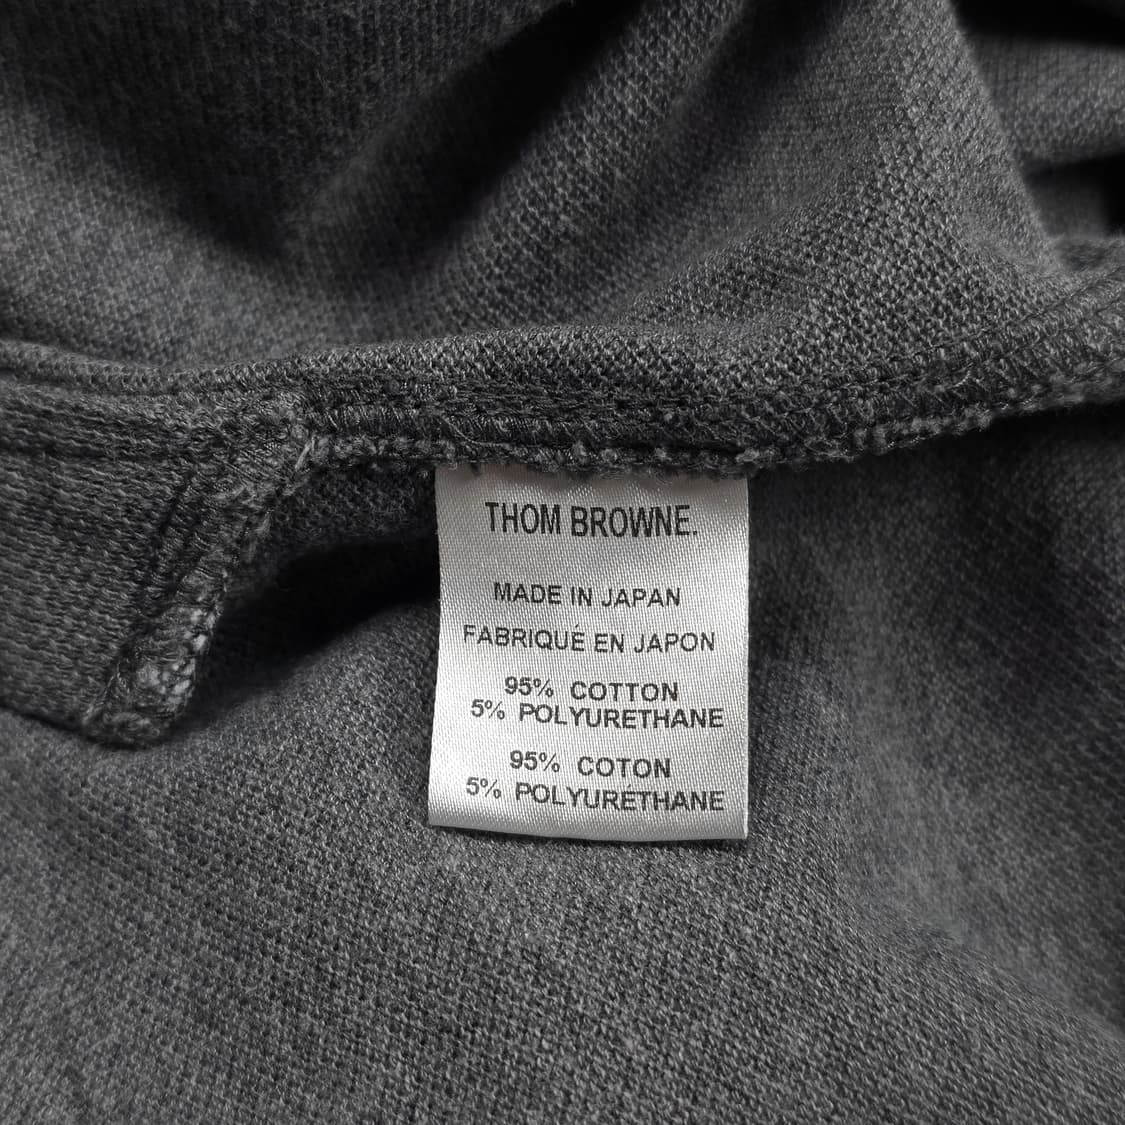 THOM BROWNE.
MADE IN JAPAN
FABRIQUÉ EN JAPON
95% COTTON
5% POLYURETHANE
95% COTON
5% POLYURETHANE